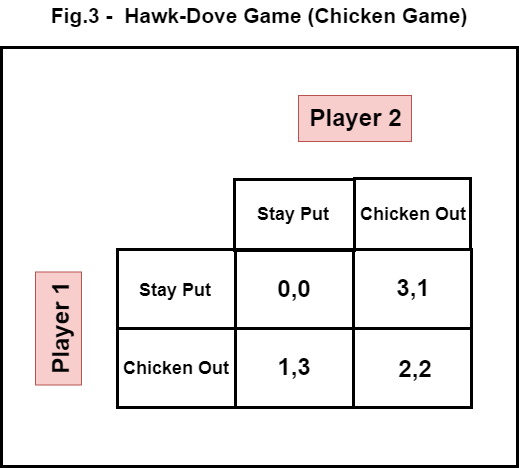 Fig.3 -  Hawk-Dove Game (Chicken Game)
Player 2
Stay Put
Chicken Out
Player 1
Stay Put
0,0
3,1
Chicken Out
1,3
2,2